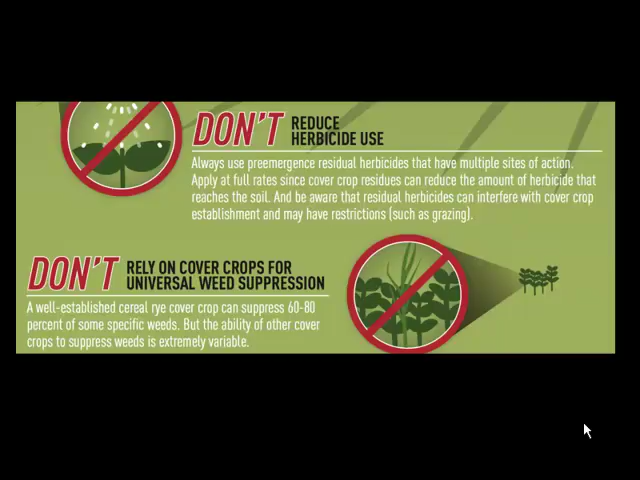 DON'T REDUCE
HERBICIDE USE
Always use preemergence residual herbicides that have multiple sites of action.
Apply at full rates since cover crop residues can reduce the amount of herbicide that
reaches the soil. And be aware that residual herbicides can interfere with cover crop
establishment and may have restrictions (such as grazing).
DON'T RELY ON COVER CROPS FOR
UNIVERSAL WEED SUPPRESSION
A well-established cereal rye cover crop can suppress 60-80
percent of some specific weeds. But the ability of other cover
crops to suppress weeds is extremely variable.